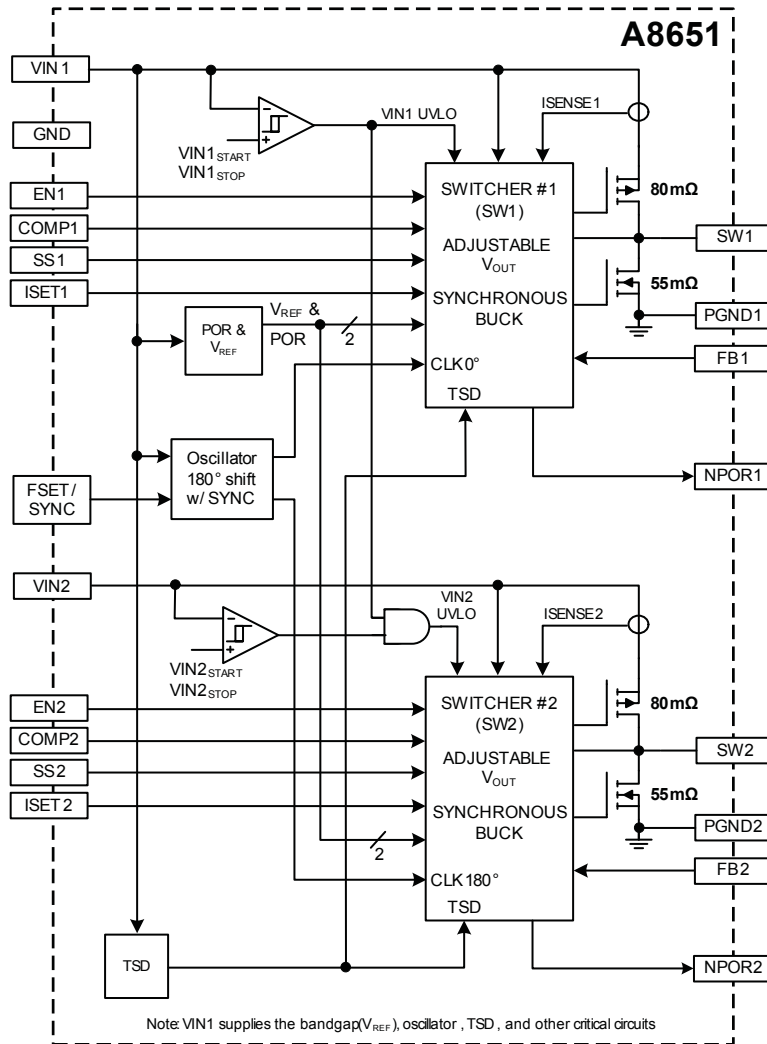 A8651
VIN1
GND
EN1
COMP1
SS1
ISET1
FSET/
SYNC
VIN1START
VIN1STOP
VIN1 UVLO
ISENSE1
SWITCHER #1
(SW1)
ADJUSTABLE
VOUT
SYNCHRONOUS
BUCK
CLK0°
TSD
80mΩ
55mΩ
SW1
PGND1
FB1
NPOR1
POR &
VREF
VREF &
POR
2
Oscillator
180° shift
w/ SYNC
VIN2
EN2
COMP2
SS2
ISET2
VIN2START
VIN2STOP
VIN2
UVLO
ISENSE2
SWITCHER #2
(SW2)
ADJUSTABLE
VOUT
SYNCHRONOUS
BUCK
2
CLK180°
TSD
80mΩ
55mΩ
SW2
PGND2
FB2
NPOR2
TSD
Note: VIN1 supplies the bandgap(VREF), oscillator , TSD, and other critical circuits